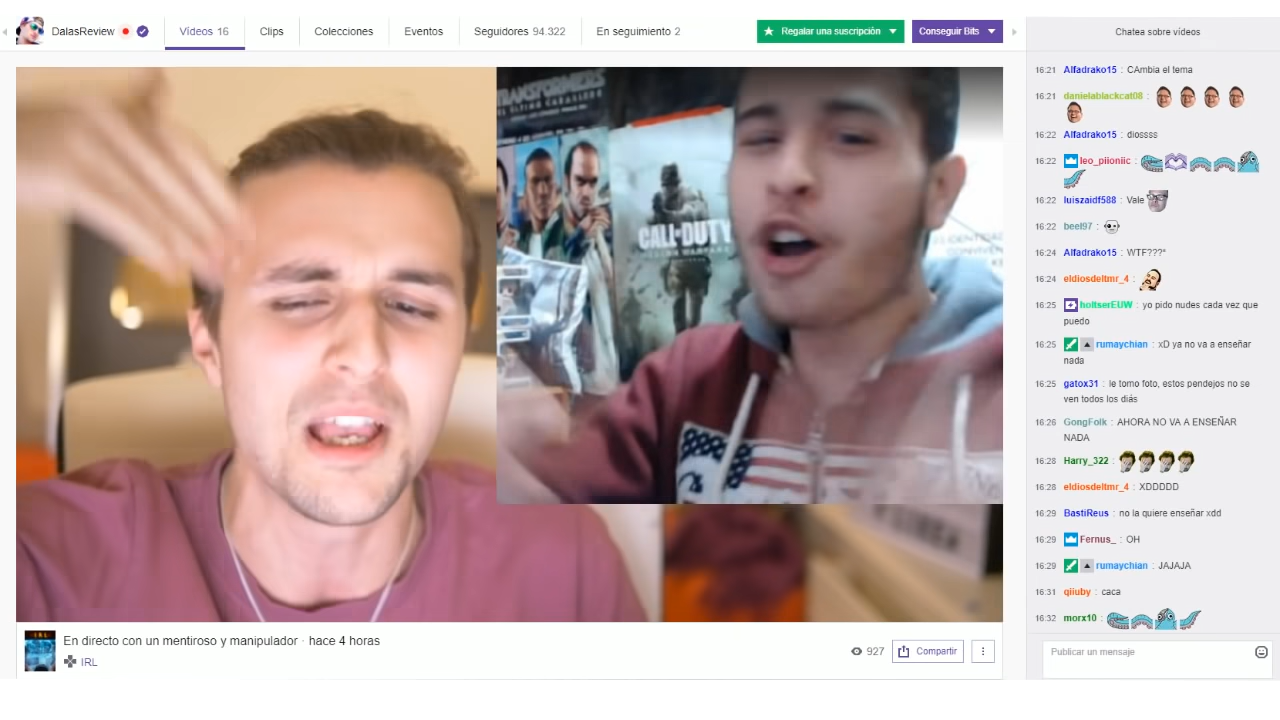 DalasReview
Vídeos 16
Clips
Colecciones
Eventos
Seguidores 94.322
En seguimiento 2
Regalar una suscripción
Conseguir Bits
Chatea sobre vídeos
TRANSFORMERS
CALL OF DUTY
MODERN WARFARE
En directo con un mentiroso y manipulador · hace 4 horas
IRL
927
Compartir
16:21 Alfadrako15 : CAmbia el tema
16:21 danielablackcat08 :
16:22 Alfadrako15 : diossss
16:22 leo_piioniic :
16:22 luiszaidf588 : Vale
16:22 beel97 :
16:24 Alfadrako15 : WTF???*
16:24 eldiosdeltmr_4 :
16:25 holtserEUW : yo pido nudes cada vez que
puedo
16:25 rumaychian : xD ya no va a enseñar
nada
16:25 gatox31 : le tomo foto, estos pendejos no se
ven todos los diás
16:26 GongFolk : AHORA NO VA A ENSEÑAR
NADA
16:28 Harry_322 :
16:28 eldiosdeltmr_4 : XDDDDD
16:29 BastiReus : no la quiere enseñar xdd
16:29 Fernus_ : OH
16:29 rumaychian : JAJAJA
16:31 qiiuby : caca
16:32 morx10 :
Publicar un mensaje